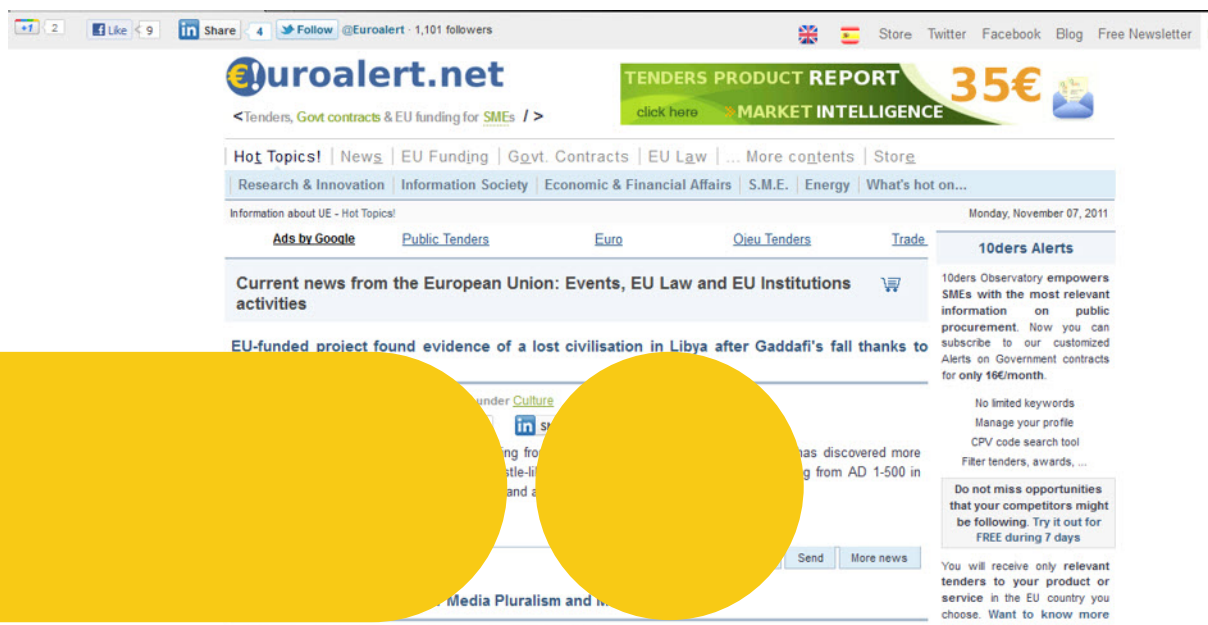 +1 2 Like 9 in Share 4 Follow @Euroalert · 1,101 followers Store Twitter Facebook Blog Free Newsletter
€uroalert.net
<Tenders, Govt contracts & EU funding for SMEs / >
TENDERS PRODUCT REPORT
click here » MARKET INTELLIGENCE
35€
Hot Topics! | News | EU Funding | Govt. Contracts | EU Law | ... More contents | Store
Research & Innovation | Information Society | Economic & Financial Affairs | S.M.E. | Energy | What's hot on...
Information about UE - Hot Topics! Monday, November 07, 2011
Ads by Google Public Tenders Euro Ojeu Tenders Trade
Current news from the European Union: Events, EU Law and EU Institutions
activities
EU-funded project found evidence of a lost civilisation in Libya after Gaddafi's fall thanks to
under Culture
in
has discovered more
from AD 1-500 in
and
Send More news
Media Pluralism and
10ders Alerts
10ders Observatory empowers
SMEs with the most relevant
information on public
procurement. Now you can
subscribe to our customized
Alerts on Government contracts
for only 16€/month.
No limited keywords
Manage your profile
CPV code search tool
Filter tenders, awards, ...
Do not miss opportunities
that your competitors might
be following. Try it out for
FREE during 7 days
You will receive only relevant
tenders to your product or
service in the EU country you
choose. Want to know more